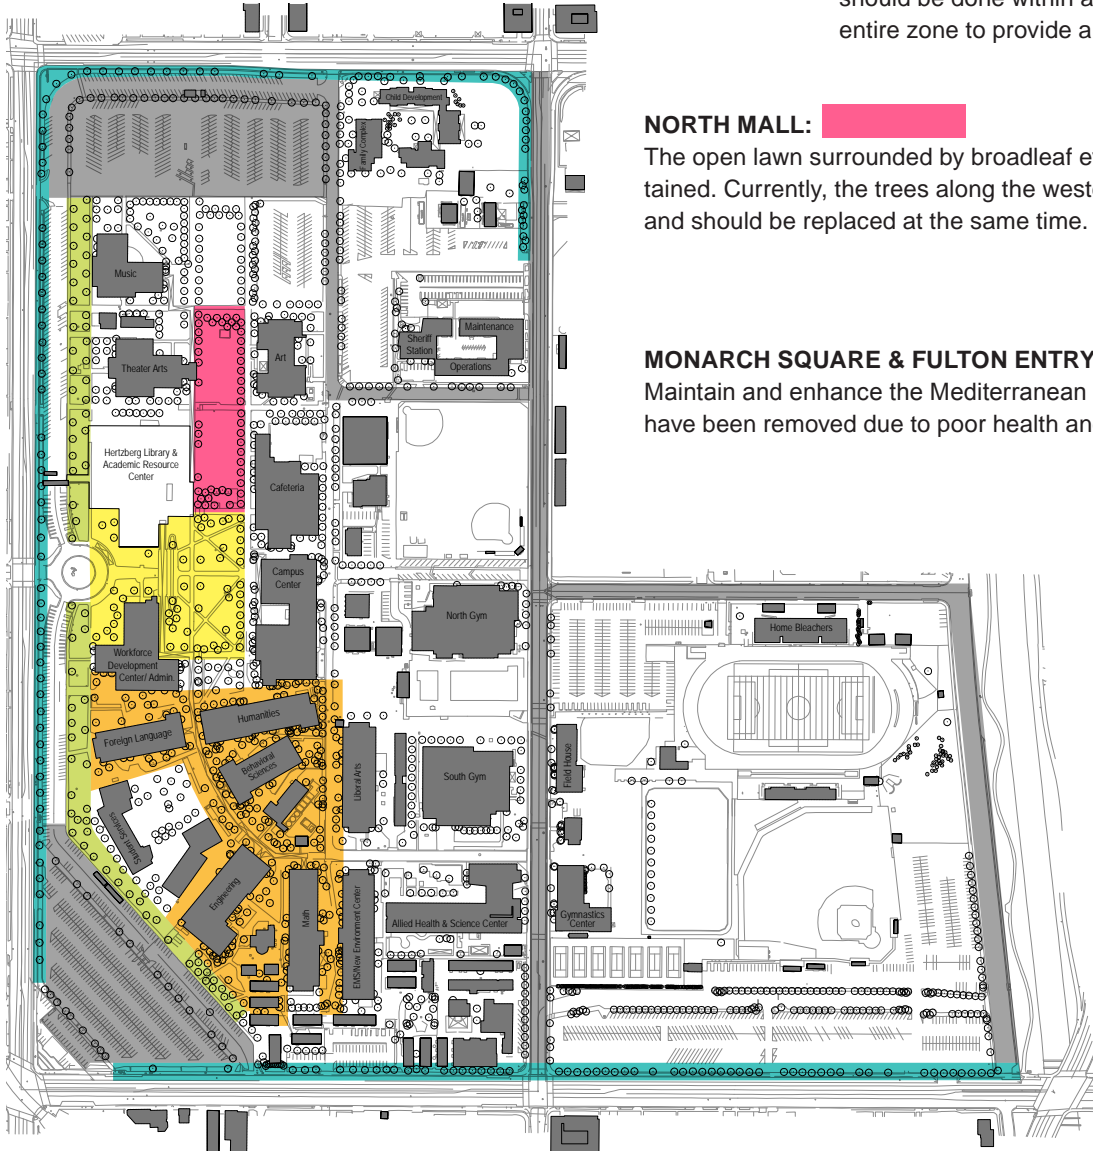 should be done within a
entire zone to provide a
NORTH MALL:
The open lawn surrounded by broadleaf e
tained. Currently, the trees along the west
and should be replaced at the same time.
MONARCH SQUARE & FULTON ENTRY
Maintain and enhance the Mediterranean
have been removed due to poor health an
Child Development
Family Complex
Music
Theater Arts
Art
Sheriff
Station
Maintenance
Operations
Hertzberg Library &
Academic Resource
Center
Cafeteria
Campus
Center
North Gym
Home Bleachers
Workforce
Development
Center/ Admin.
Humanities
Foreign Language
Behavioral
Sciences
Liberal Arts
South Gym
Field House
Student Services
Engineering
Math
EMS/New Environment Center
Allied Health & Science Center
Gymnastics
Center